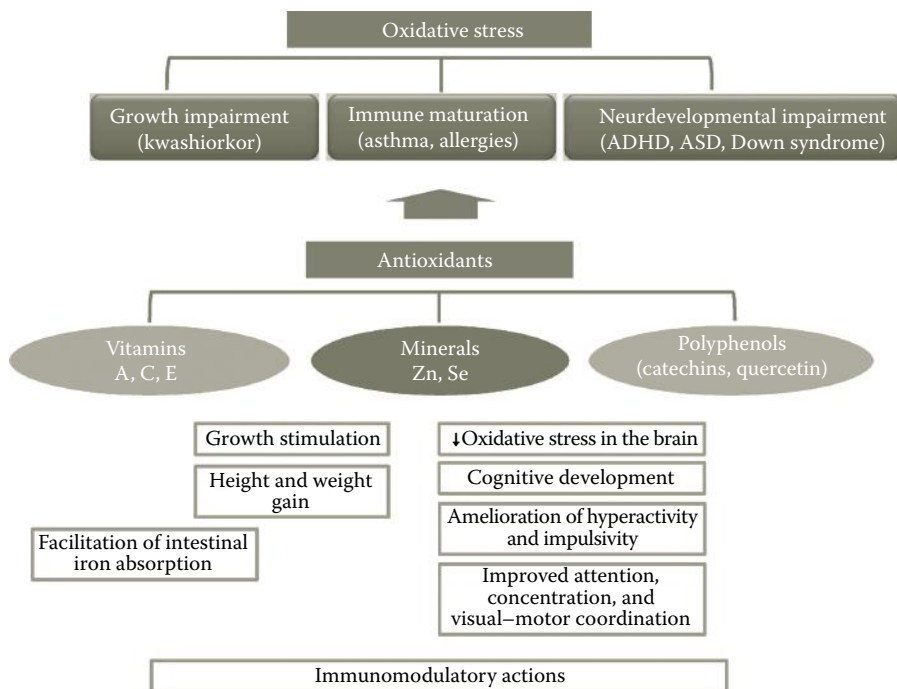 Oxidative stress
Growth impairment
(kwashiorkor)
Immune maturation
(asthma, allergies)
Neurdevelopmental impairment
(ADHD, ASD, Down syndrome)
Antioxidants
Vitamins
A, C, E
Minerals
Zn, Se
Polyphenols
(catechins, quercetin)
Growth stimulation
Height and weight
gain
Facilitation of intestinal
iron absorption
↓Oxidative stress in the brain
Cognitive development
Amelioration of hyperactivity
and impulsivity
Improved attention,
concentration, and
visual–motor coordination
Immunomodulatory actions